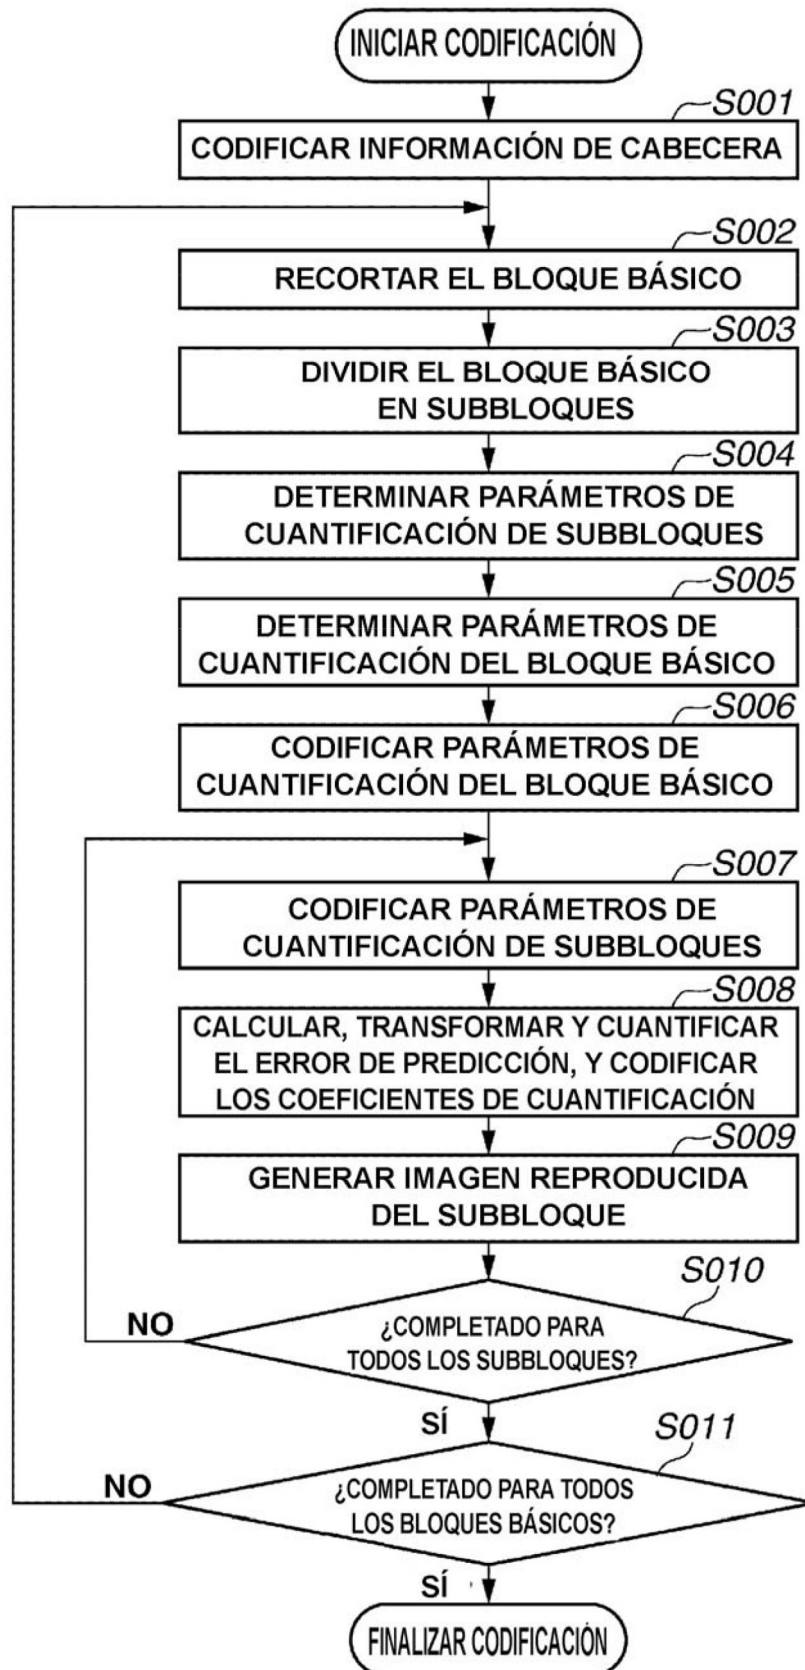 INICIAR CODIFICACIÓN
S001
CODIFICAR INFORMACIÓN DE CABECERA
S002
RECORTAR EL BLOQUE BÁSICO
S003
DIVIDIR EL BLOQUE BÁSICO
EN SUBBLOQUES
S004
DETERMINAR PARÁMETROS DE
CUANTIFICACIÓN DE SUBBLOQUES
S005
DETERMINAR PARÁMETROS DE
CUANTIFICACIÓN DEL BLOQUE BÁSICO
S006
CODIFICAR PARÁMETROS DE
CUANTIFICACIÓN DEL BLOQUE BÁSICO
S007
CODIFICAR PARÁMETROS DE
CUANTIFICACIÓN DE SUBBLOQUES
S008
CALCULAR, TRANSFORMAR Y CUANTIFICAR
EL ERROR DE PREDICCIÓN, Y CODIFICAR
LOS COEFICIENTES DE CUANTIFICACIÓN
S009
GENERAR IMAGEN REPRODUCIDA
DEL SUBBLOQUE
S010
NO
¿COMPLETADO PARA
TODOS LOS SUBBLOQUES?
SÍ
S011
NO
¿COMPLETADO PARA TODOS
LOS BLOQUES BÁSICOS?
SÍ
FINALIZAR CODIFICACIÓN